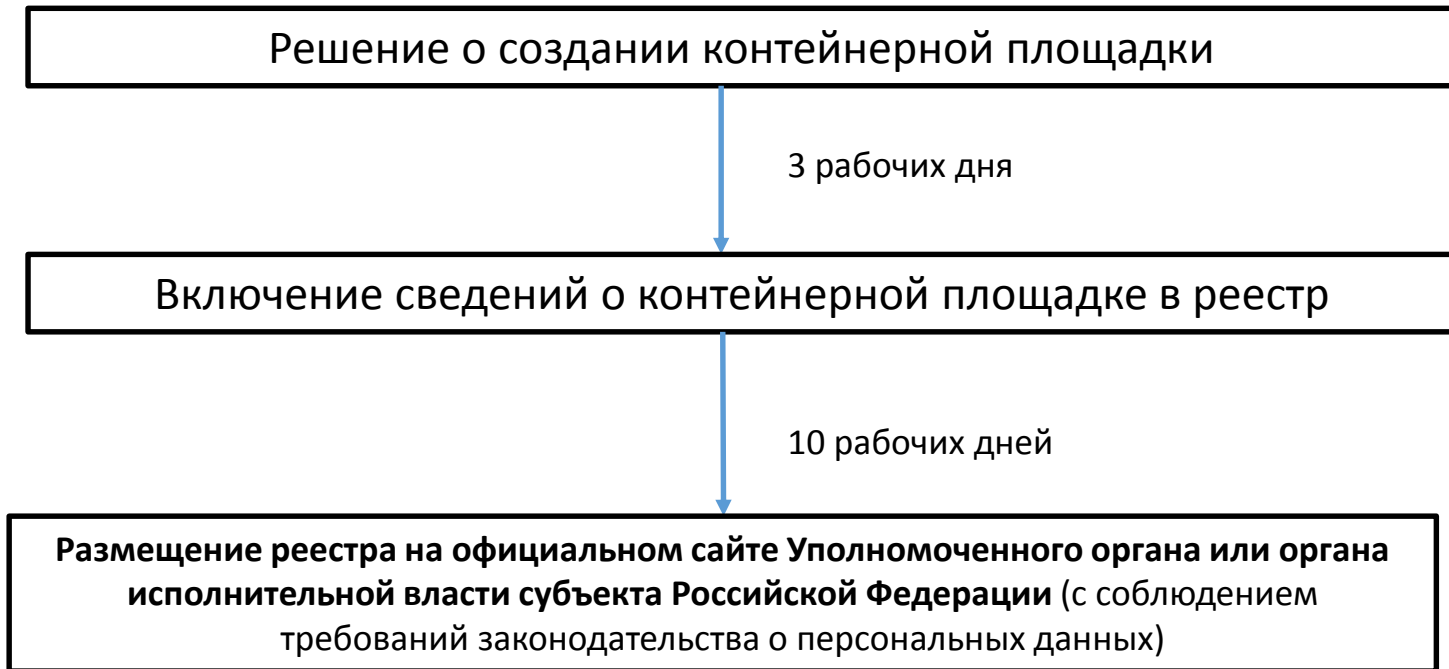 Решение о создании контейнерной площадки
3 рабочих дня
Включение сведений о контейнерной площадке в реестр
10 рабочих дней
Размещение реестра на официальном сайте Уполномоченного органа или органа
исполнительной власти субъекта Российской Федерации (с соблюдением
требований законодательства о персональных данных)